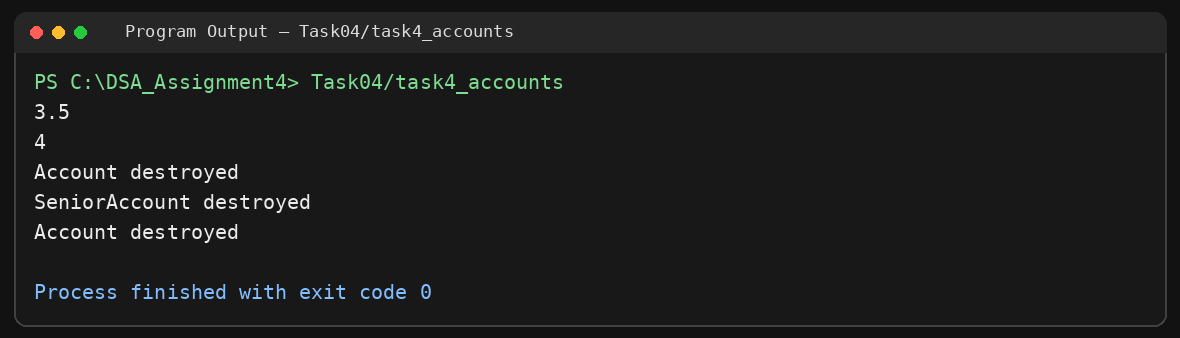 Program Output — Task04/task4_accounts
PS C:\DSA_Assignment4> Task04/task4_accounts
3.5
4
Account destroyed
SeniorAccount destroyed
Account destroyed
Process finished with exit code 0